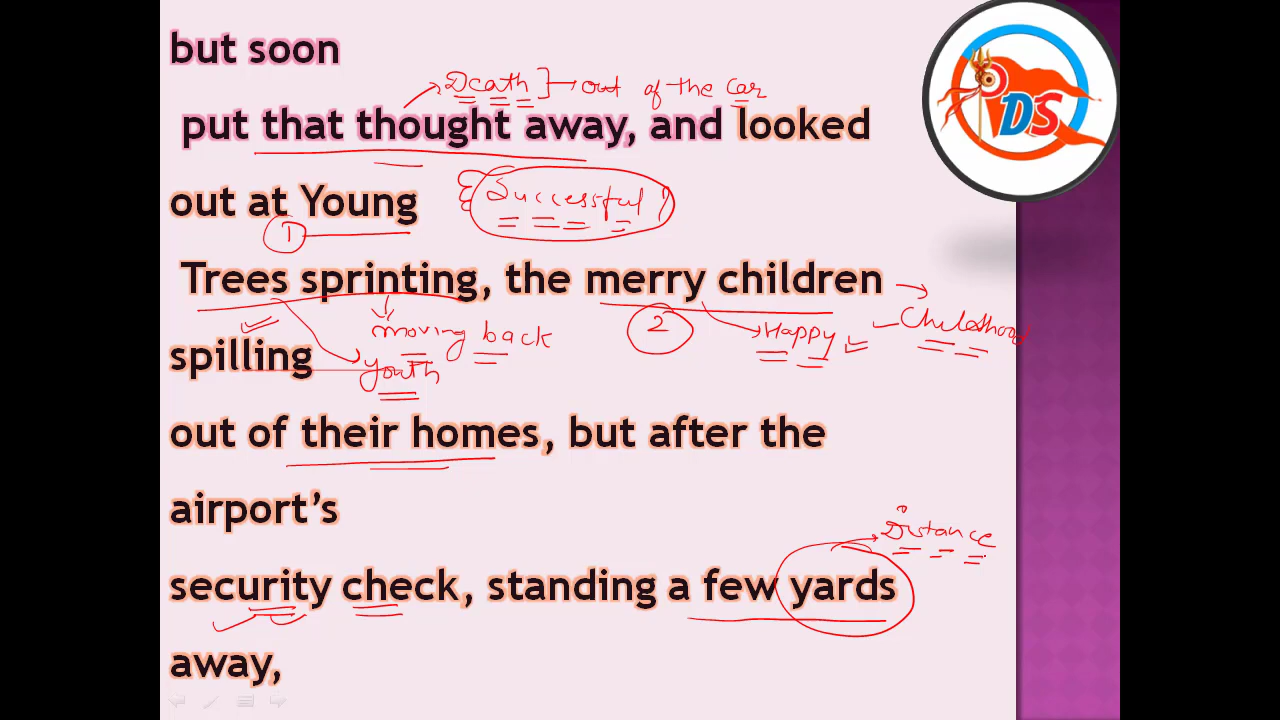 but soon
Death ] → out of the car
put that thought away, and looked
out at Young
Successful
1
Trees sprinting, the merry children
moving back
2
Happy
Childhood
spilling
youth
out of their homes, but after the
airport’s
Distance
security check, standing a few yards
away,
DS